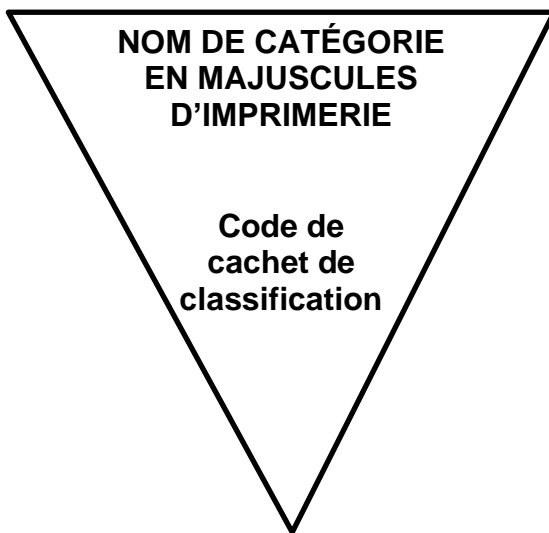 NOM DE CATÉGORIE
EN MAJUSCULES
D’IMPRIMERIE
Code de
cachet de
classification